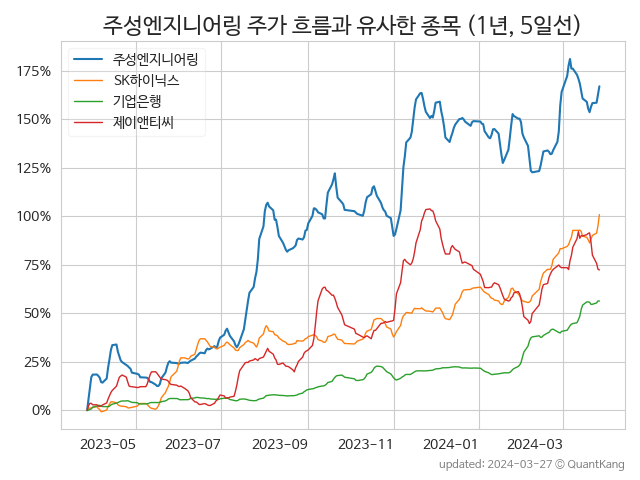 주성엔지니어링 주가 흐름과 유사한 종목 (1년, 5일선)
주성엔지니어링
SK하이닉스
기업은행
제이앤티씨
175%
150%
125%
100%
75%
50%
25%
0%
2023-05 2023-07 2023-09 2023-11 2024-01 2024-03
updated: 2024-03-27 © QuantKang